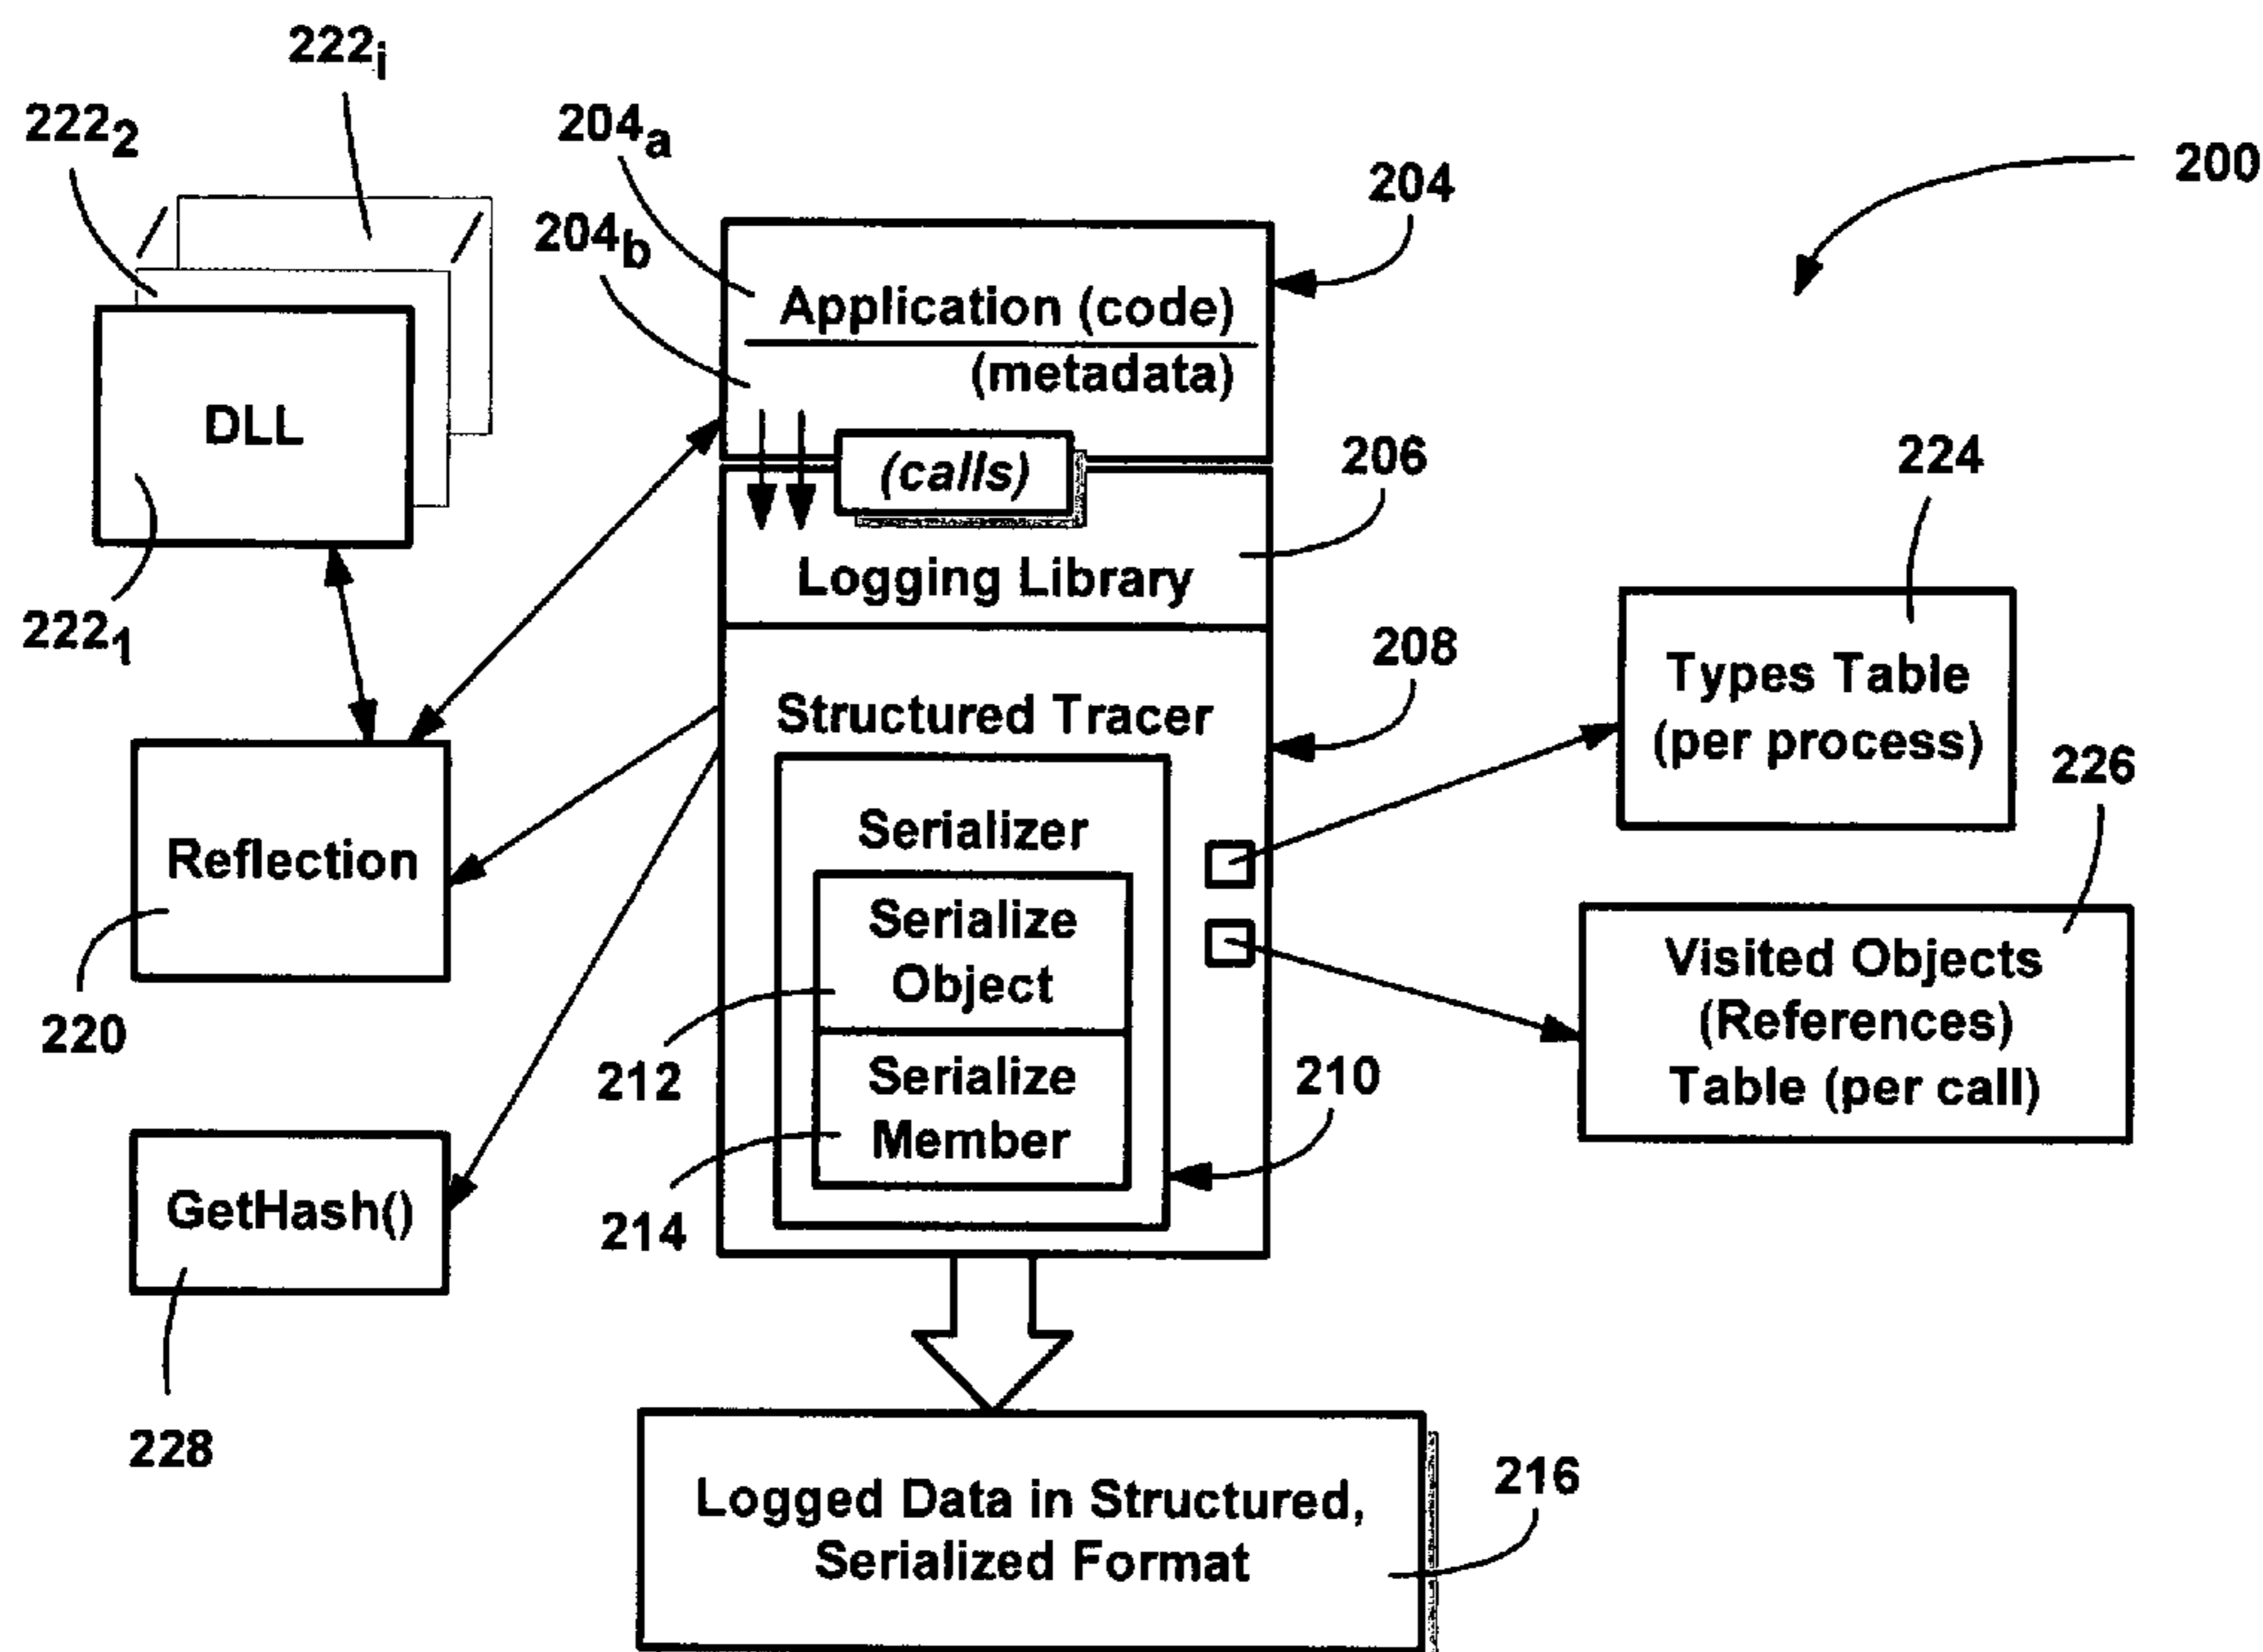 222i
2222
204a
204
200
204b
Application (code)
(metadata)
DLL
(calls)
206
224
Logging Library
2221
208
Types Table
(per process)
Structured Tracer
226
Serializer
Reflection
Serialize
Object
Visited Objects
(References)
Table (per call)
220
212
Serialize
Member
210
GetHash()
214
228
Logged Data in Structured,
Serialized Format
216